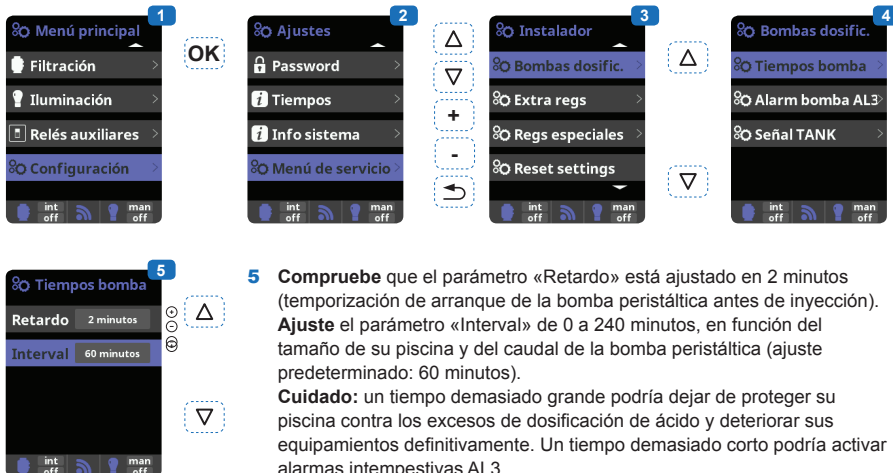 1
Menú principal
Filtración
Iluminación
Relés auxiliares
Configuración
int off
man off
OK
2
Ajustes
Password
Tiempos
Info sistema
Menú de servicio
int off
man off
+
-
3
Instalador
Bombas dosific.
Extra regs
Regs especiales
Reset settings
int off
man off
4
Bombas dosific.
Tiempos bomba
Alarm bomba AL3
Señal TANK
int off
man off
5
Tiempos bomba
Retardo 2 minutos
Interval 60 minutos
int off
man off
5 Compruebe que el parámetro «Retardo» está ajustado en 2 minutos
(temporización de arranque de la bomba peristáltica antes de inyección).
Ajuste el parámetro «Interval» de 0 a 240 minutos, en función del
tamaño de su piscina y del caudal de la bomba peristáltica (ajuste
predeterminado: 60 minutos).
Cuidado: un tiempo demasiado grande podría dejar de proteger su
piscina contra los excesos de dosificación de ácido y deteriorar sus
equipamientos definitivamente. Un tiempo demasiado corto podría activar
alarmas intempestivas AL3.